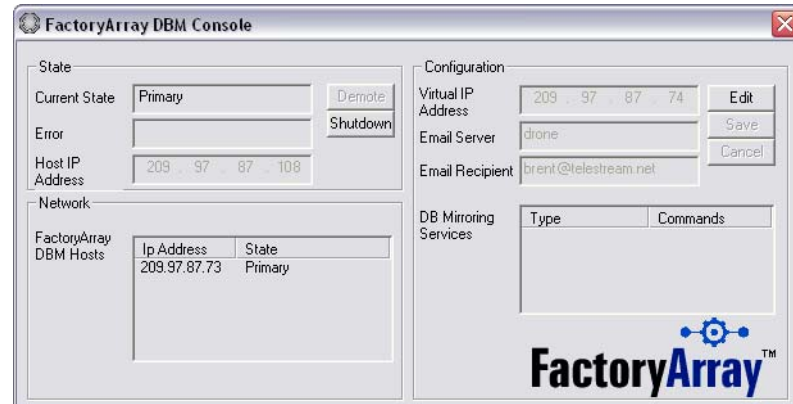 FactoryArray DBM Console
State
Current State Primary Demote
Error Shutdown
Host IP Address 209 . 97 . 87 . 108
Network
FactoryArray DBM Hosts
Ip Address State
209.97.87.73 Primary
Configuration
Virtual IP Address 209 . 97 . 87 . 74 Edit
Email Server drone Save
Cancel
Email Recipient brent@telestream.net
DB Mirroring Services
Type Commands
FactoryArray™